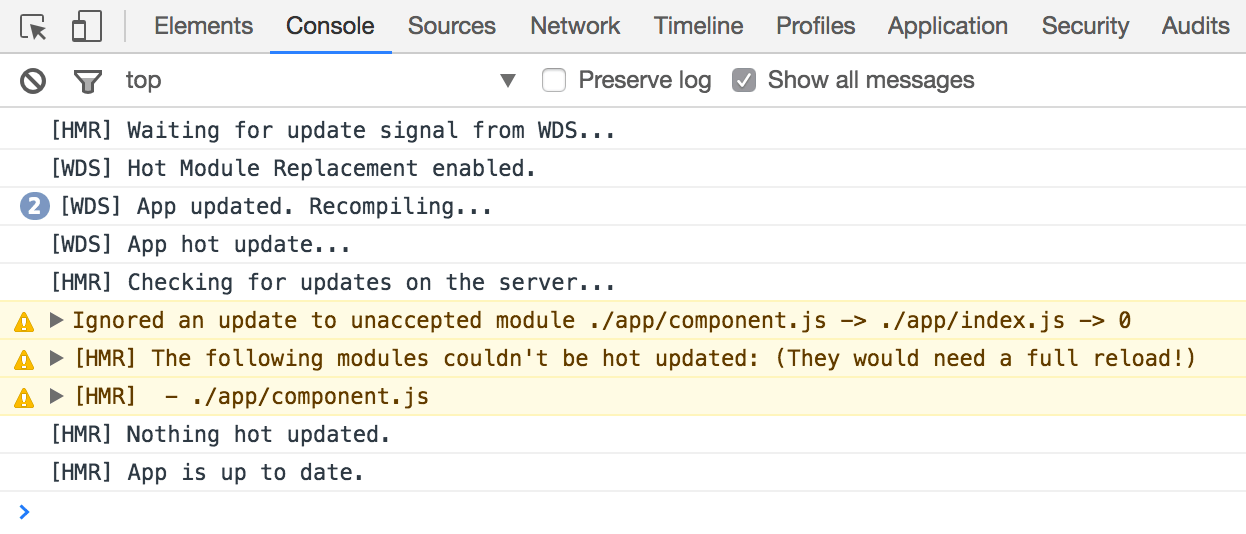 Elements Console Sources Network Timeline Profiles Application Security Audits
top ▼ Preserve log Show all messages
[HMR] Waiting for update signal from WDS...
[WDS] Hot Module Replacement enabled.
2 [WDS] App updated. Recompiling...
[WDS] App hot update...
[HMR] Checking for updates on the server...
Ignored an update to unaccepted module ./app/component.js -> ./app/index.js -> 0
[HMR] The following modules couldn't be hot updated: (They would need a full reload!)
[HMR]  - ./app/component.js
[HMR] Nothing hot updated.
[HMR] App is up to date.